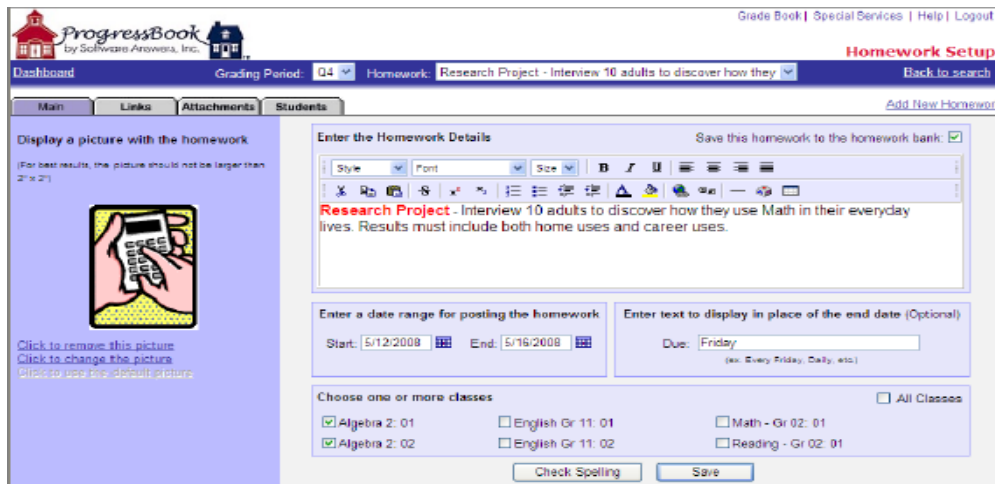 Grade Book | Special Services | Help | Logout
ProgressBook
by Software Answers, Inc.
Homework Setup
Dashboard Grading Period: Q4 Homework: Research Project - Interview 10 adults to discover how they Back to search
Main Links Attachments Students Add New Homewor
Display a picture with the homework
(For best results, the picture should not be larger than
2" x 2")
Click to remove this picture
Click to change the picture
Click to use the default picture
Enter the Homework Details Save this homework to the homework bank:
Style Font Size B I U
Research Project - Interview 10 adults to discover how they use Math in their everyday
lives. Results must include both home uses and career uses.
Enter a date range for posting the homework
Start: 5/12/2008 End: 5/16/2008
Enter text to display in place of the end date (Optional)
Due: Friday
(ex. Every Friday, Daily, etc.)
Choose one or more classes All Classes
Algebra 2: 01 English Gr 11: 01 Math - Gr 02: 01
Algebra 2: 02 English Gr 11: 02 Reading - Gr 02: 01
Check Spelling Save